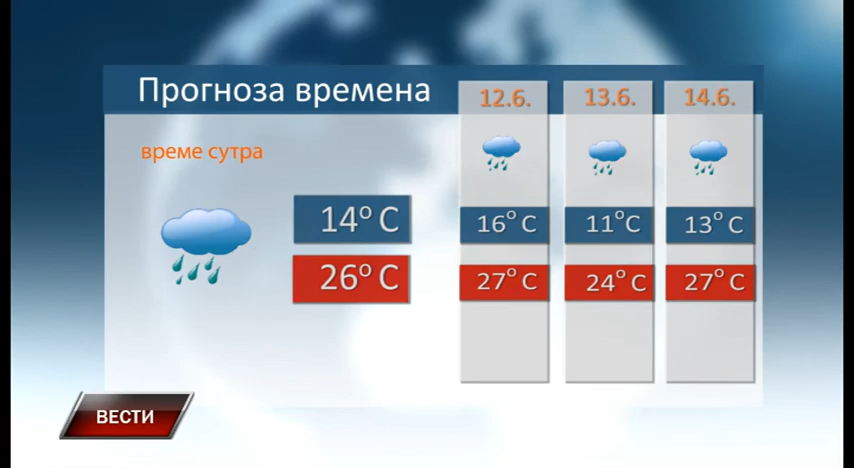 Прогноза времена
време сутра
14° C
26° C
12.6.
16° C
27° C
13.6.
11°C
24° C
14.6.
13° C
27° C
ВЕСТИ